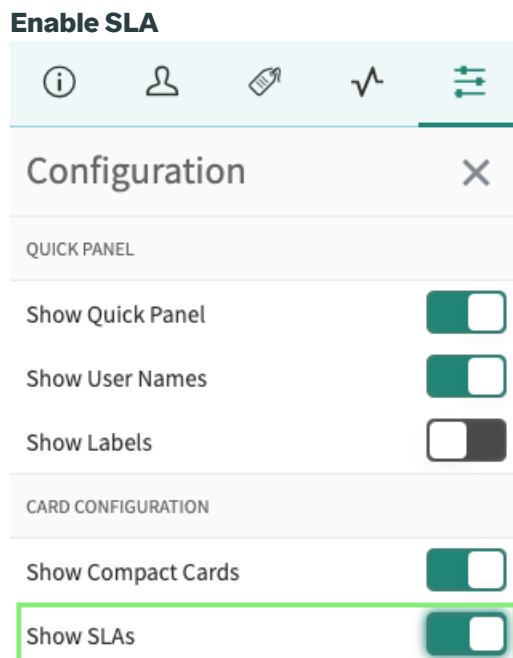 Enable SLA
Configuration
QUICK PANEL
Show Quick Panel
Show User Names
Show Labels
CARD CONFIGURATION
Show Compact Cards
Show SLAs